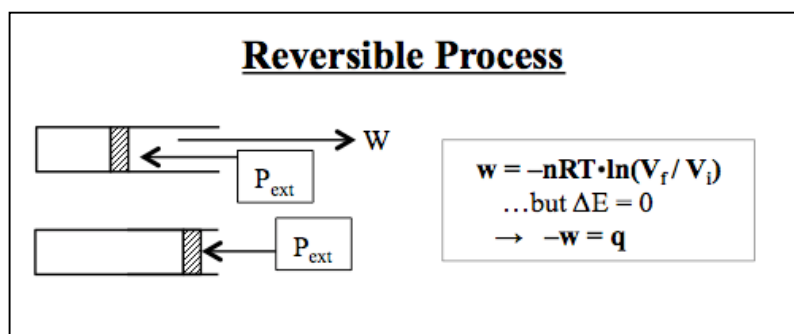 Reversible Process
W
P_ext
P_ext
w = –nRT•ln(V_f / V_i)
…but ΔE = 0
→ –w = q